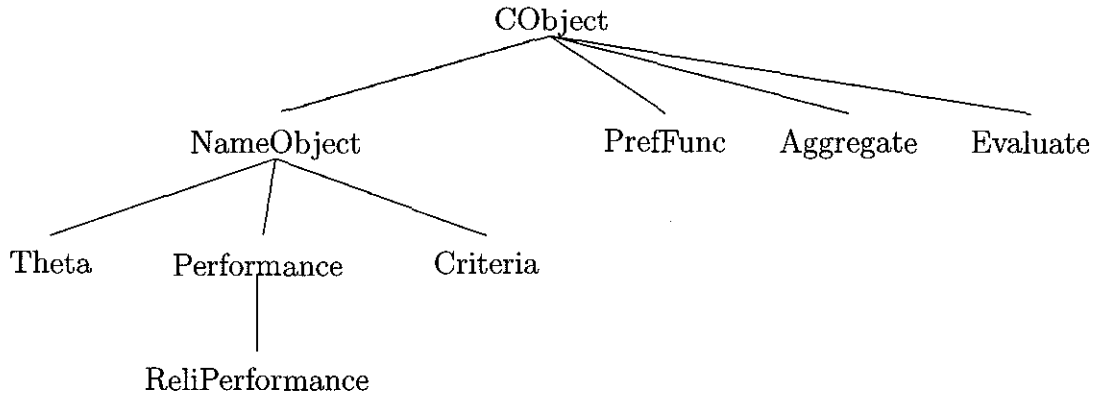 CObject
NameObject PrefFunc Aggregate Evaluate
Theta Performance Criteria
ReliPerformance